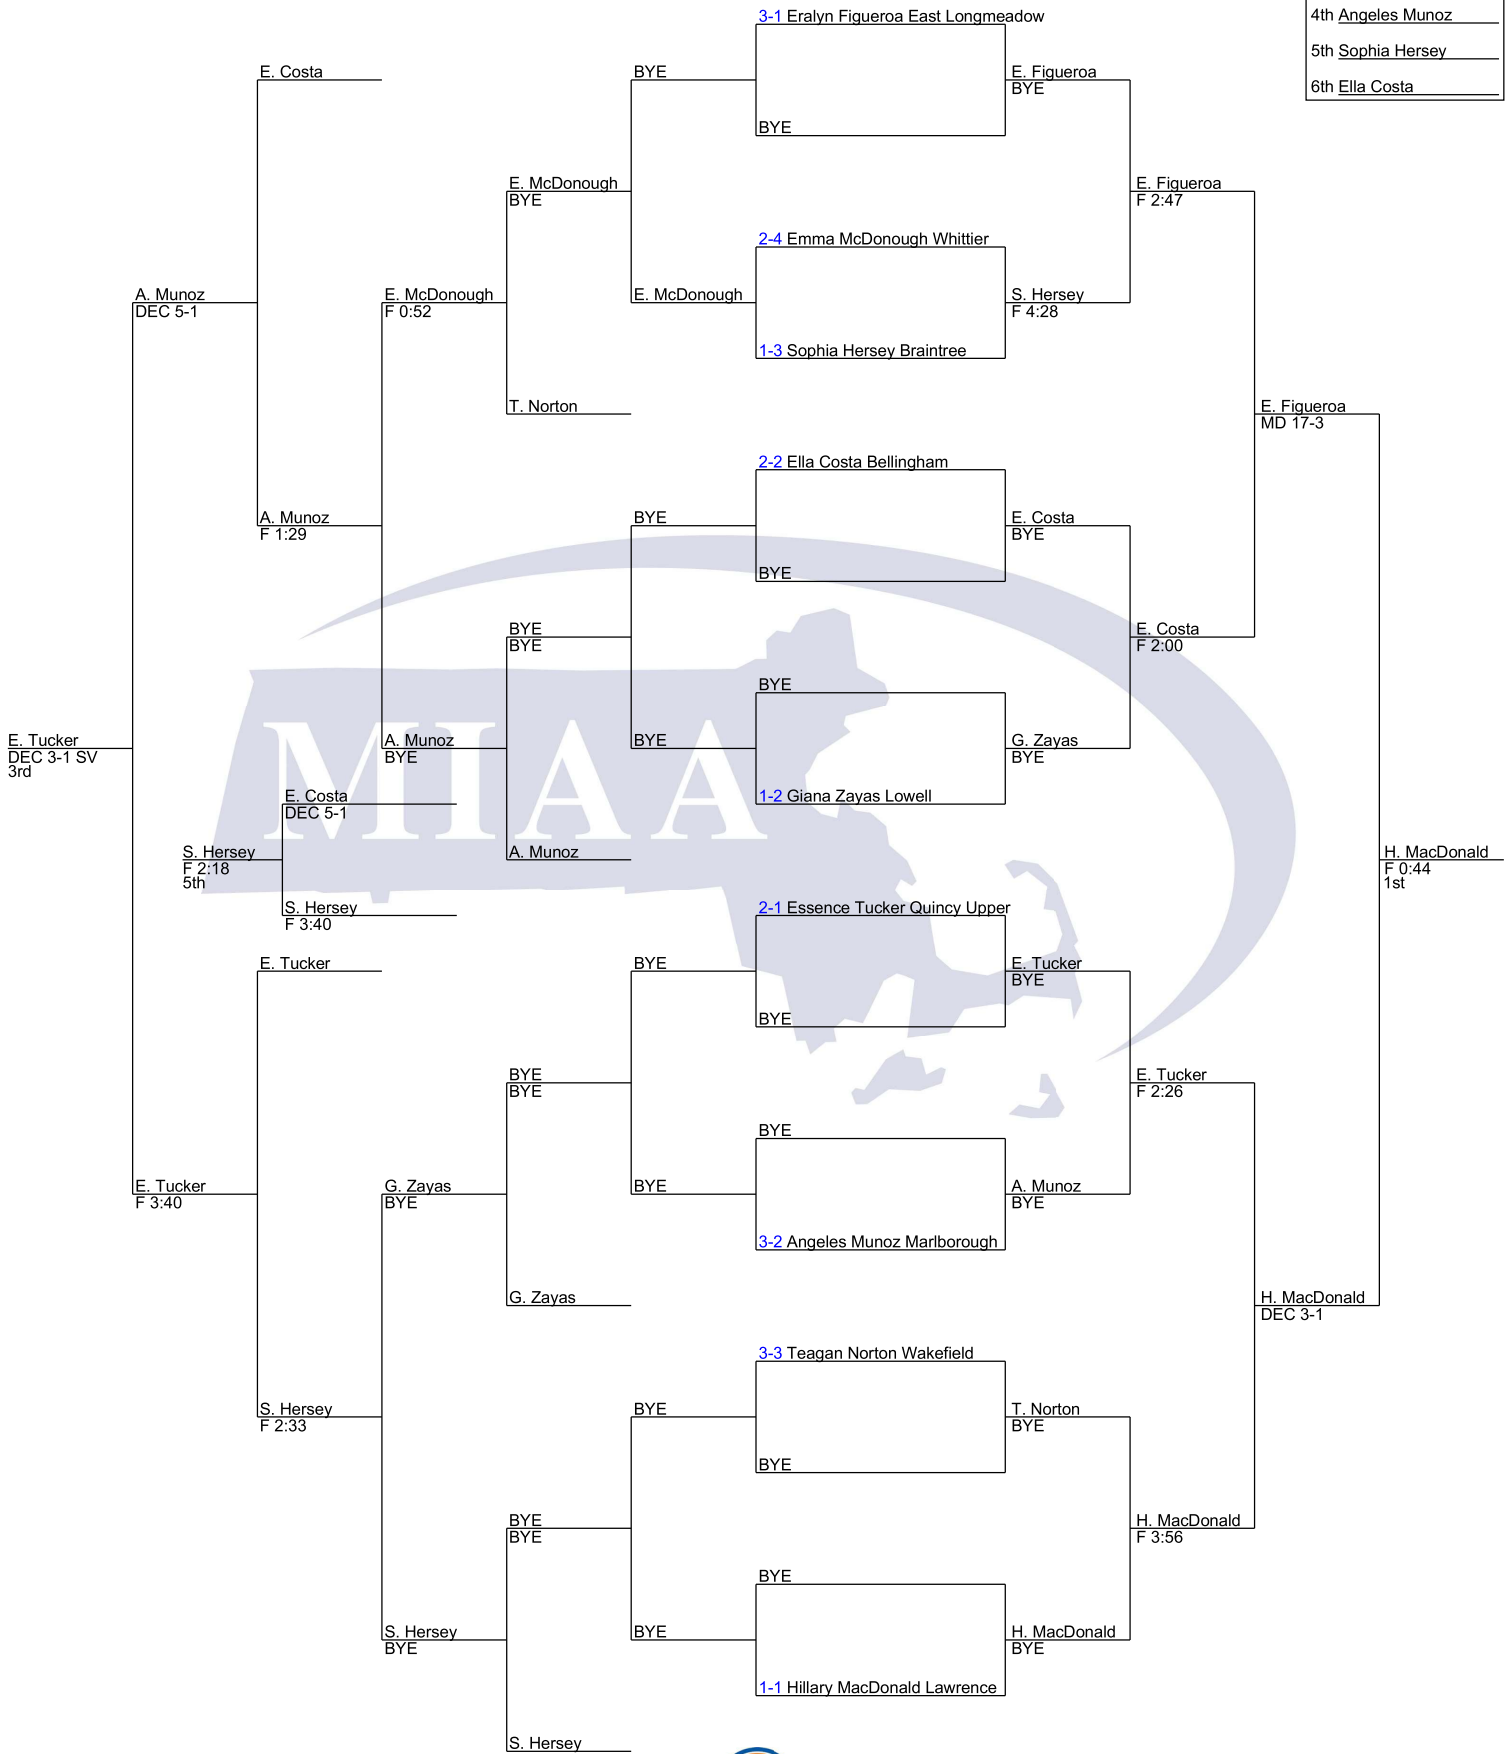 3-1 Eralyn Figueroa East Longmeadow
4th Angeles Munoz
5th Sophia Hersey
E. Costa
BYE
E. Figueroa
BYE
6th Ella Costa
BYE
E. McDonough
BYE
E. Figueroa
F 2:47
2-4 Emma McDonough Whittier
A. Munoz
DEC 5-1
E. McDonough
F 0:52
E. McDonough
S. Hersey
F 4:28
1-3 Sophia Hersey Braintree
T. Norton
E. Figueroa
MD 17-3
2-2 Ella Costa Bellingham
A. Munoz
F 1:29
BYE
E. Costa
BYE
BYE
BYE
BYE
E. Costa
F 2:00
BYE
MIAA
E. Tucker
DEC 3-1 SV
3rd
A. Munoz
BYE
BYE
G. Zayas
BYE
E. Costa
DEC 5-1
1-2 Giana Zayas Lowell
S. Hersey
F 2:18
5th
A. Munoz
H. MacDonald
F 0:44
1st
S. Hersey
F 3:40
2-1 Essence Tucker Quincy Upper
E. Tucker
BYE
E. Tucker
BYE
BYE
BYE
BYE
E. Tucker
F 2:26
BYE
E. Tucker
F 3:40
G. Zayas
BYE
BYE
A. Munoz
BYE
3-2 Angeles Munoz Marlborough
G. Zayas
H. MacDonald
DEC 3-1
3-3 Teagan Norton Wakefield
S. Hersey
F 2:33
BYE
T. Norton
BYE
BYE
BYE
BYE
H. MacDonald
F 3:56
BYE
S. Hersey
BYE
BYE
H. MacDonald
BYE
1-1 Hillary MacDonald Lawrence
S. Hersey